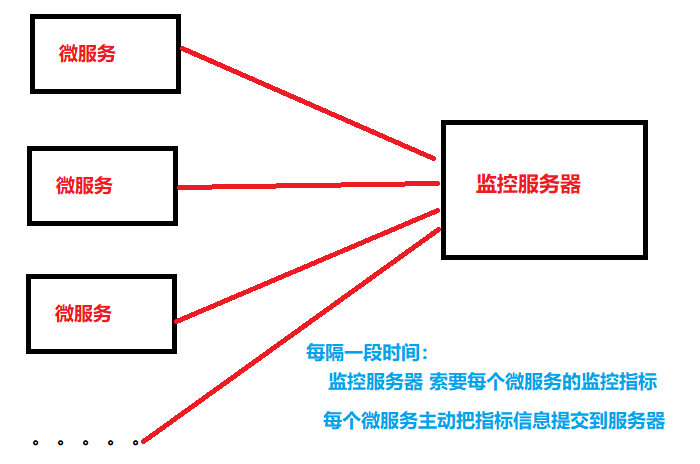 微服务
微服务
监控服务器
微服务
每隔一段时间：
监控服务器 索要每个微服务的监控指标
每个微服务主动把指标信息提交到服务器
。。。。。